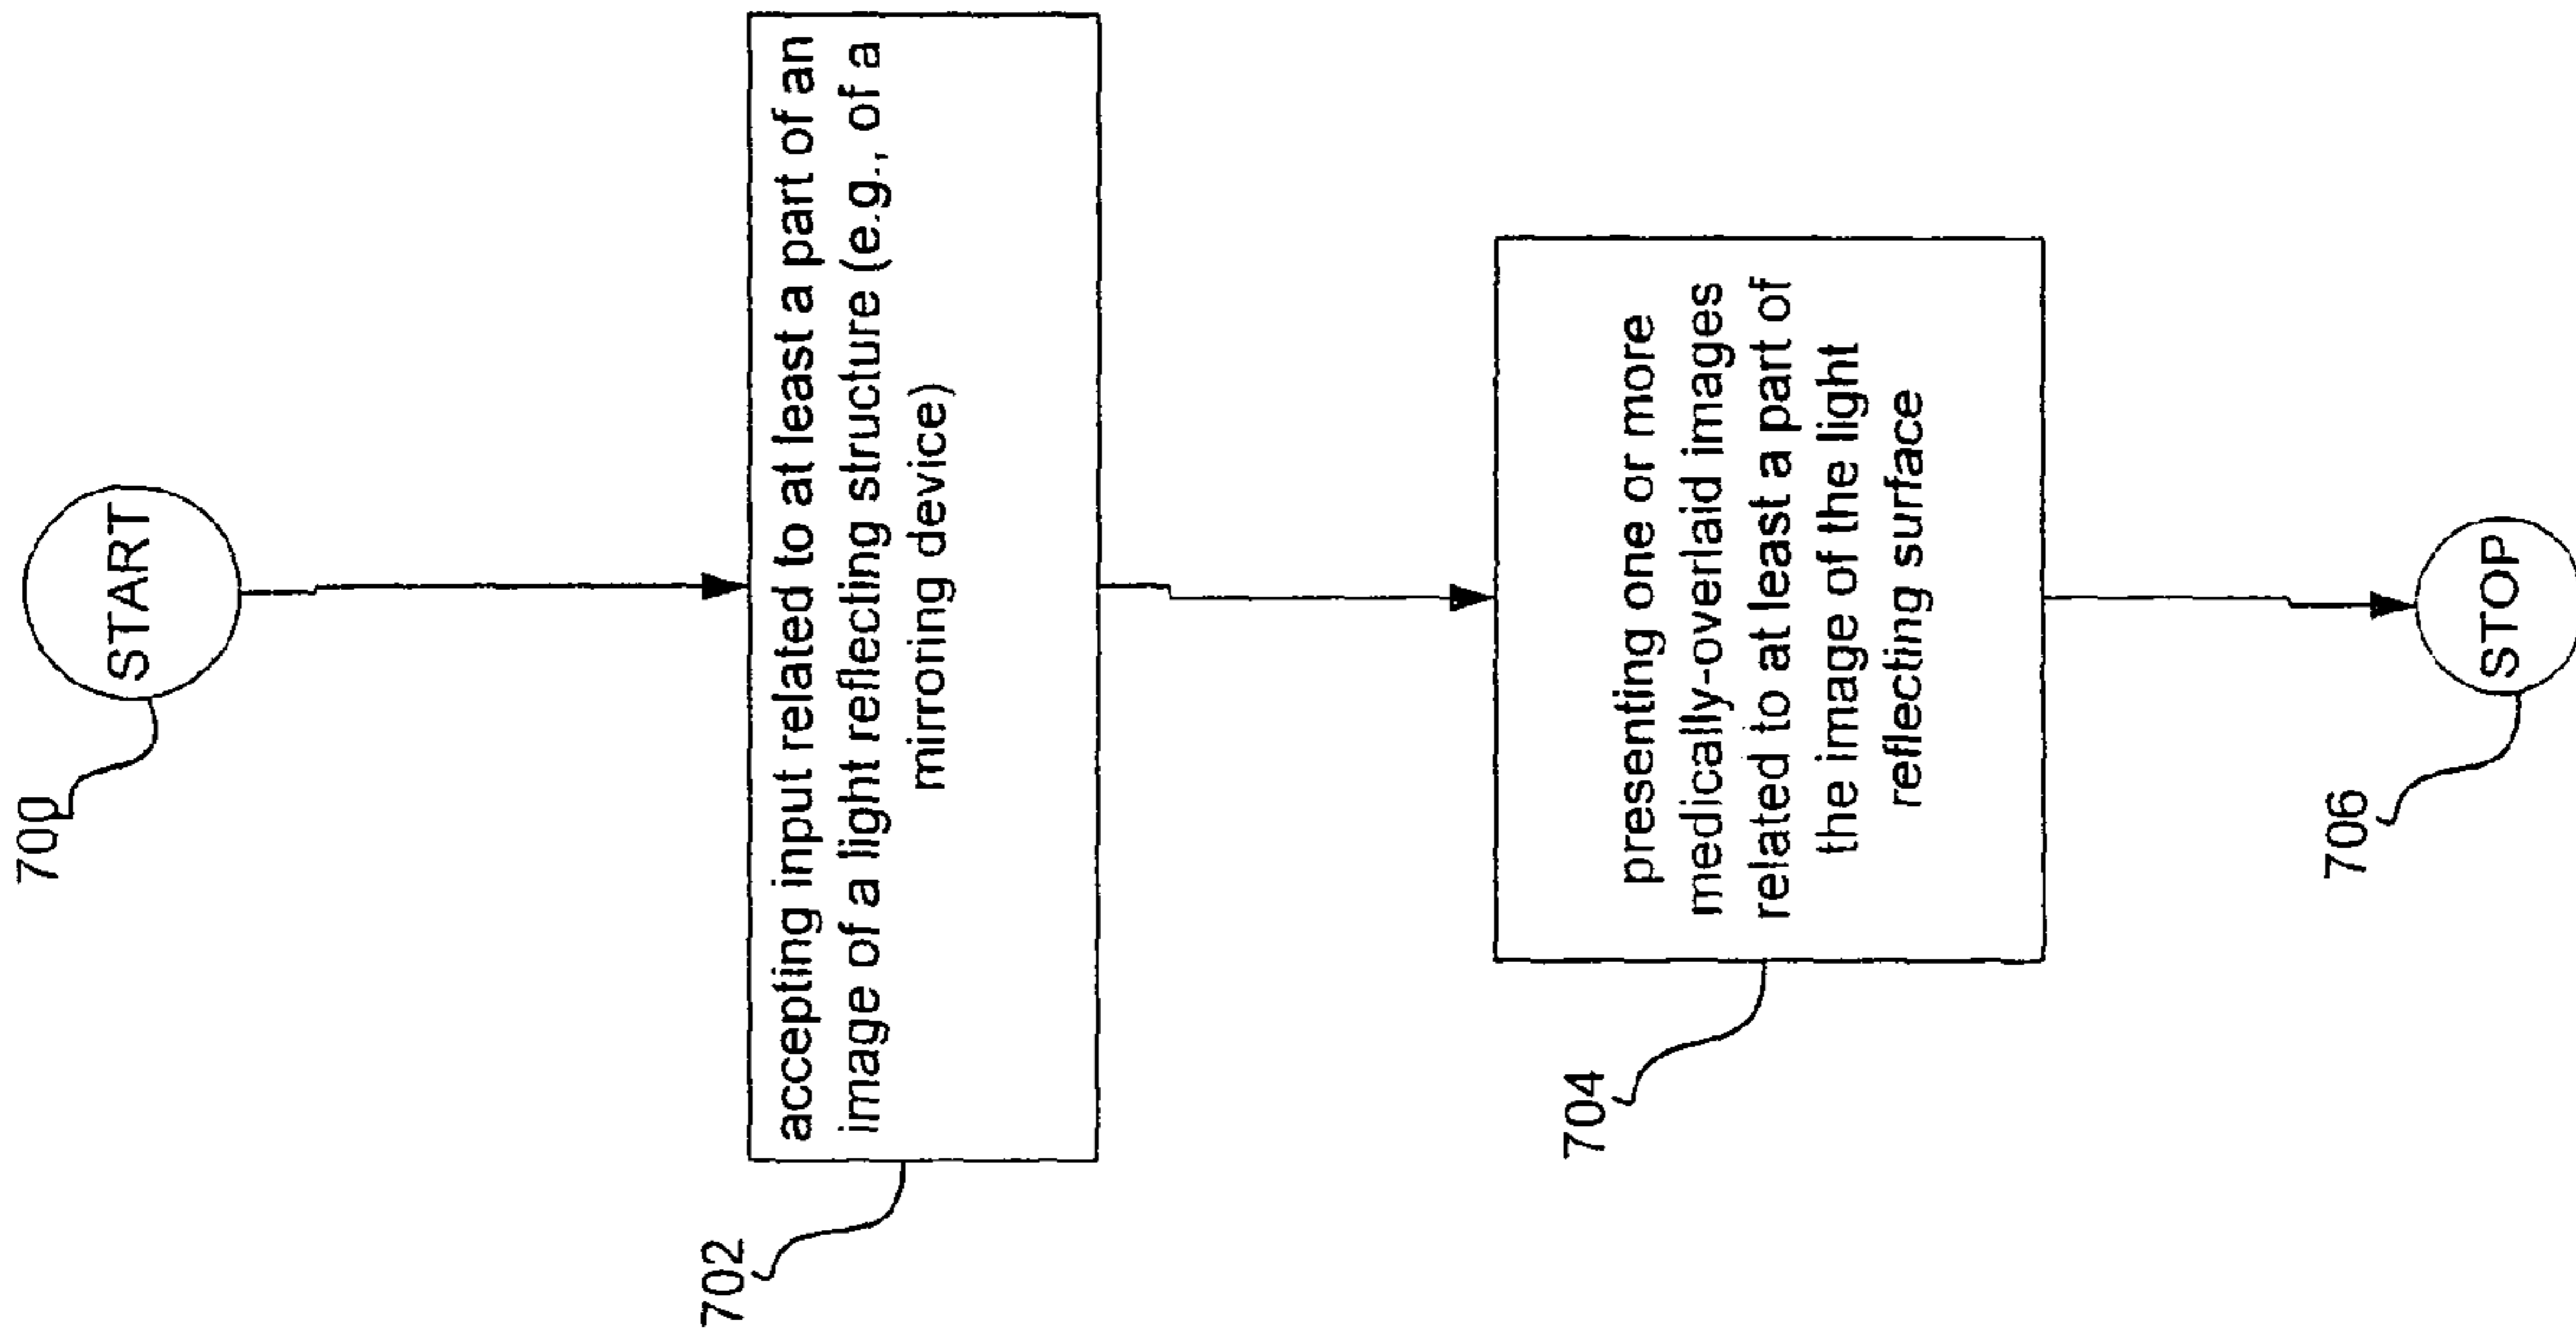 700
START
702
accepting input related to at least a part of an
image of a light reflecting structure (e.g., of a
mirroring device)
704
presenting one or more
medically-overlaid images
related to at least a part of
the image of the light
reflecting surface
706
STOP